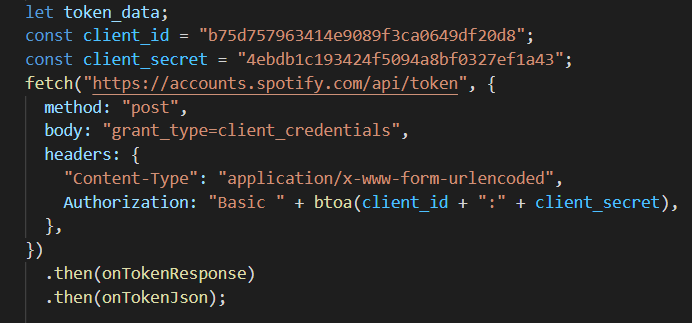 let token_data;
const client_id = "b75d757963414e9089f3ca0649df20d8";
const client_secret = "4ebdb1c193424f5094a8bf0327ef1a43";
fetch("https://accounts.spotify.com/api/token", {
  method: "post",
  body: "grant_type=client_credentials",
  headers: {
    "Content-Type": "application/x-www-form-urlencoded",
    Authorization: "Basic " + btoa(client_id + ":" + client_secret),
  },
})
  .then(onTokenResponse)
  .then(onTokenJson);